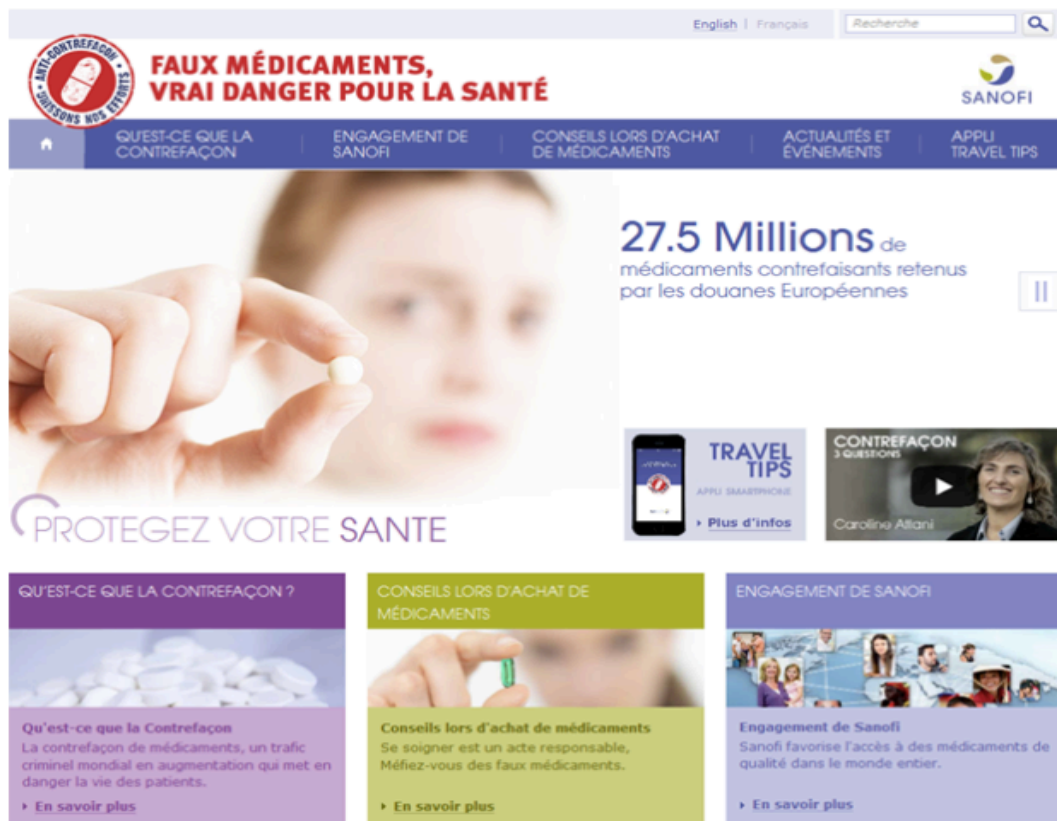 English | Français
Recherche
ANTI-CONTREFAÇON • UNISSONS NOS EFFORTS •
FAUX MÉDICAMENTS,
VRAI DANGER POUR LA SANTÉ
SANOFI
QU'EST-CE QUE LA
CONTREFAÇON
ENGAGEMENT DE
SANOFI
CONSEILS LORS D'ACHAT
DE MÉDICAMENTS
ACTUALITÉS ET
ÉVÉNEMENTS
APPLI
TRAVEL TIPS
27.5 Millions de
médicaments contrefaisants retenus
par les douanes Européennes
PROTEGEZ VOTRE SANTE
TRAVEL
TIPS
APPLI SMARTPHONE
Plus d'infos
CONTREFAÇON
3 QUESTIONS
Caroline Atlani
QU'EST-CE QUE LA CONTREFAÇON ?
Qu'est-ce que la Contrefaçon
La contrefaçon de médicaments, un trafic
criminel mondial en augmentation qui met en
danger la vie des patients.
En savoir plus
CONSEILS LORS D'ACHAT DE
MÉDICAMENTS
Conseils lors d'achat de médicaments
Se soigner est un acte responsable,
Méfiez-vous des faux médicaments.
En savoir plus
ENGAGEMENT DE SANOFI
Engagement de Sanofi
Sanofi favorise l'accès à des médicaments de
qualité dans le monde entier.
En savoir plus